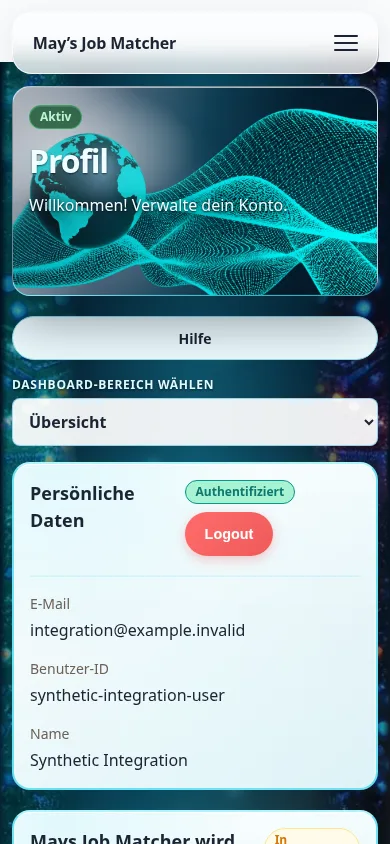 May’s Job Matcher
Aktiv
Profil
Willkommen! Verwalte dein Konto.
Hilfe
DASHBOARD-BEREICH WÄHLEN
Übersicht
Persönliche
Daten
Authentifiziert
Logout
E-Mail
integration@example.invalid
Benutzer-ID
synthetic-integration-user
Name
Synthetic Integration
Mays Job Matcher wird
In